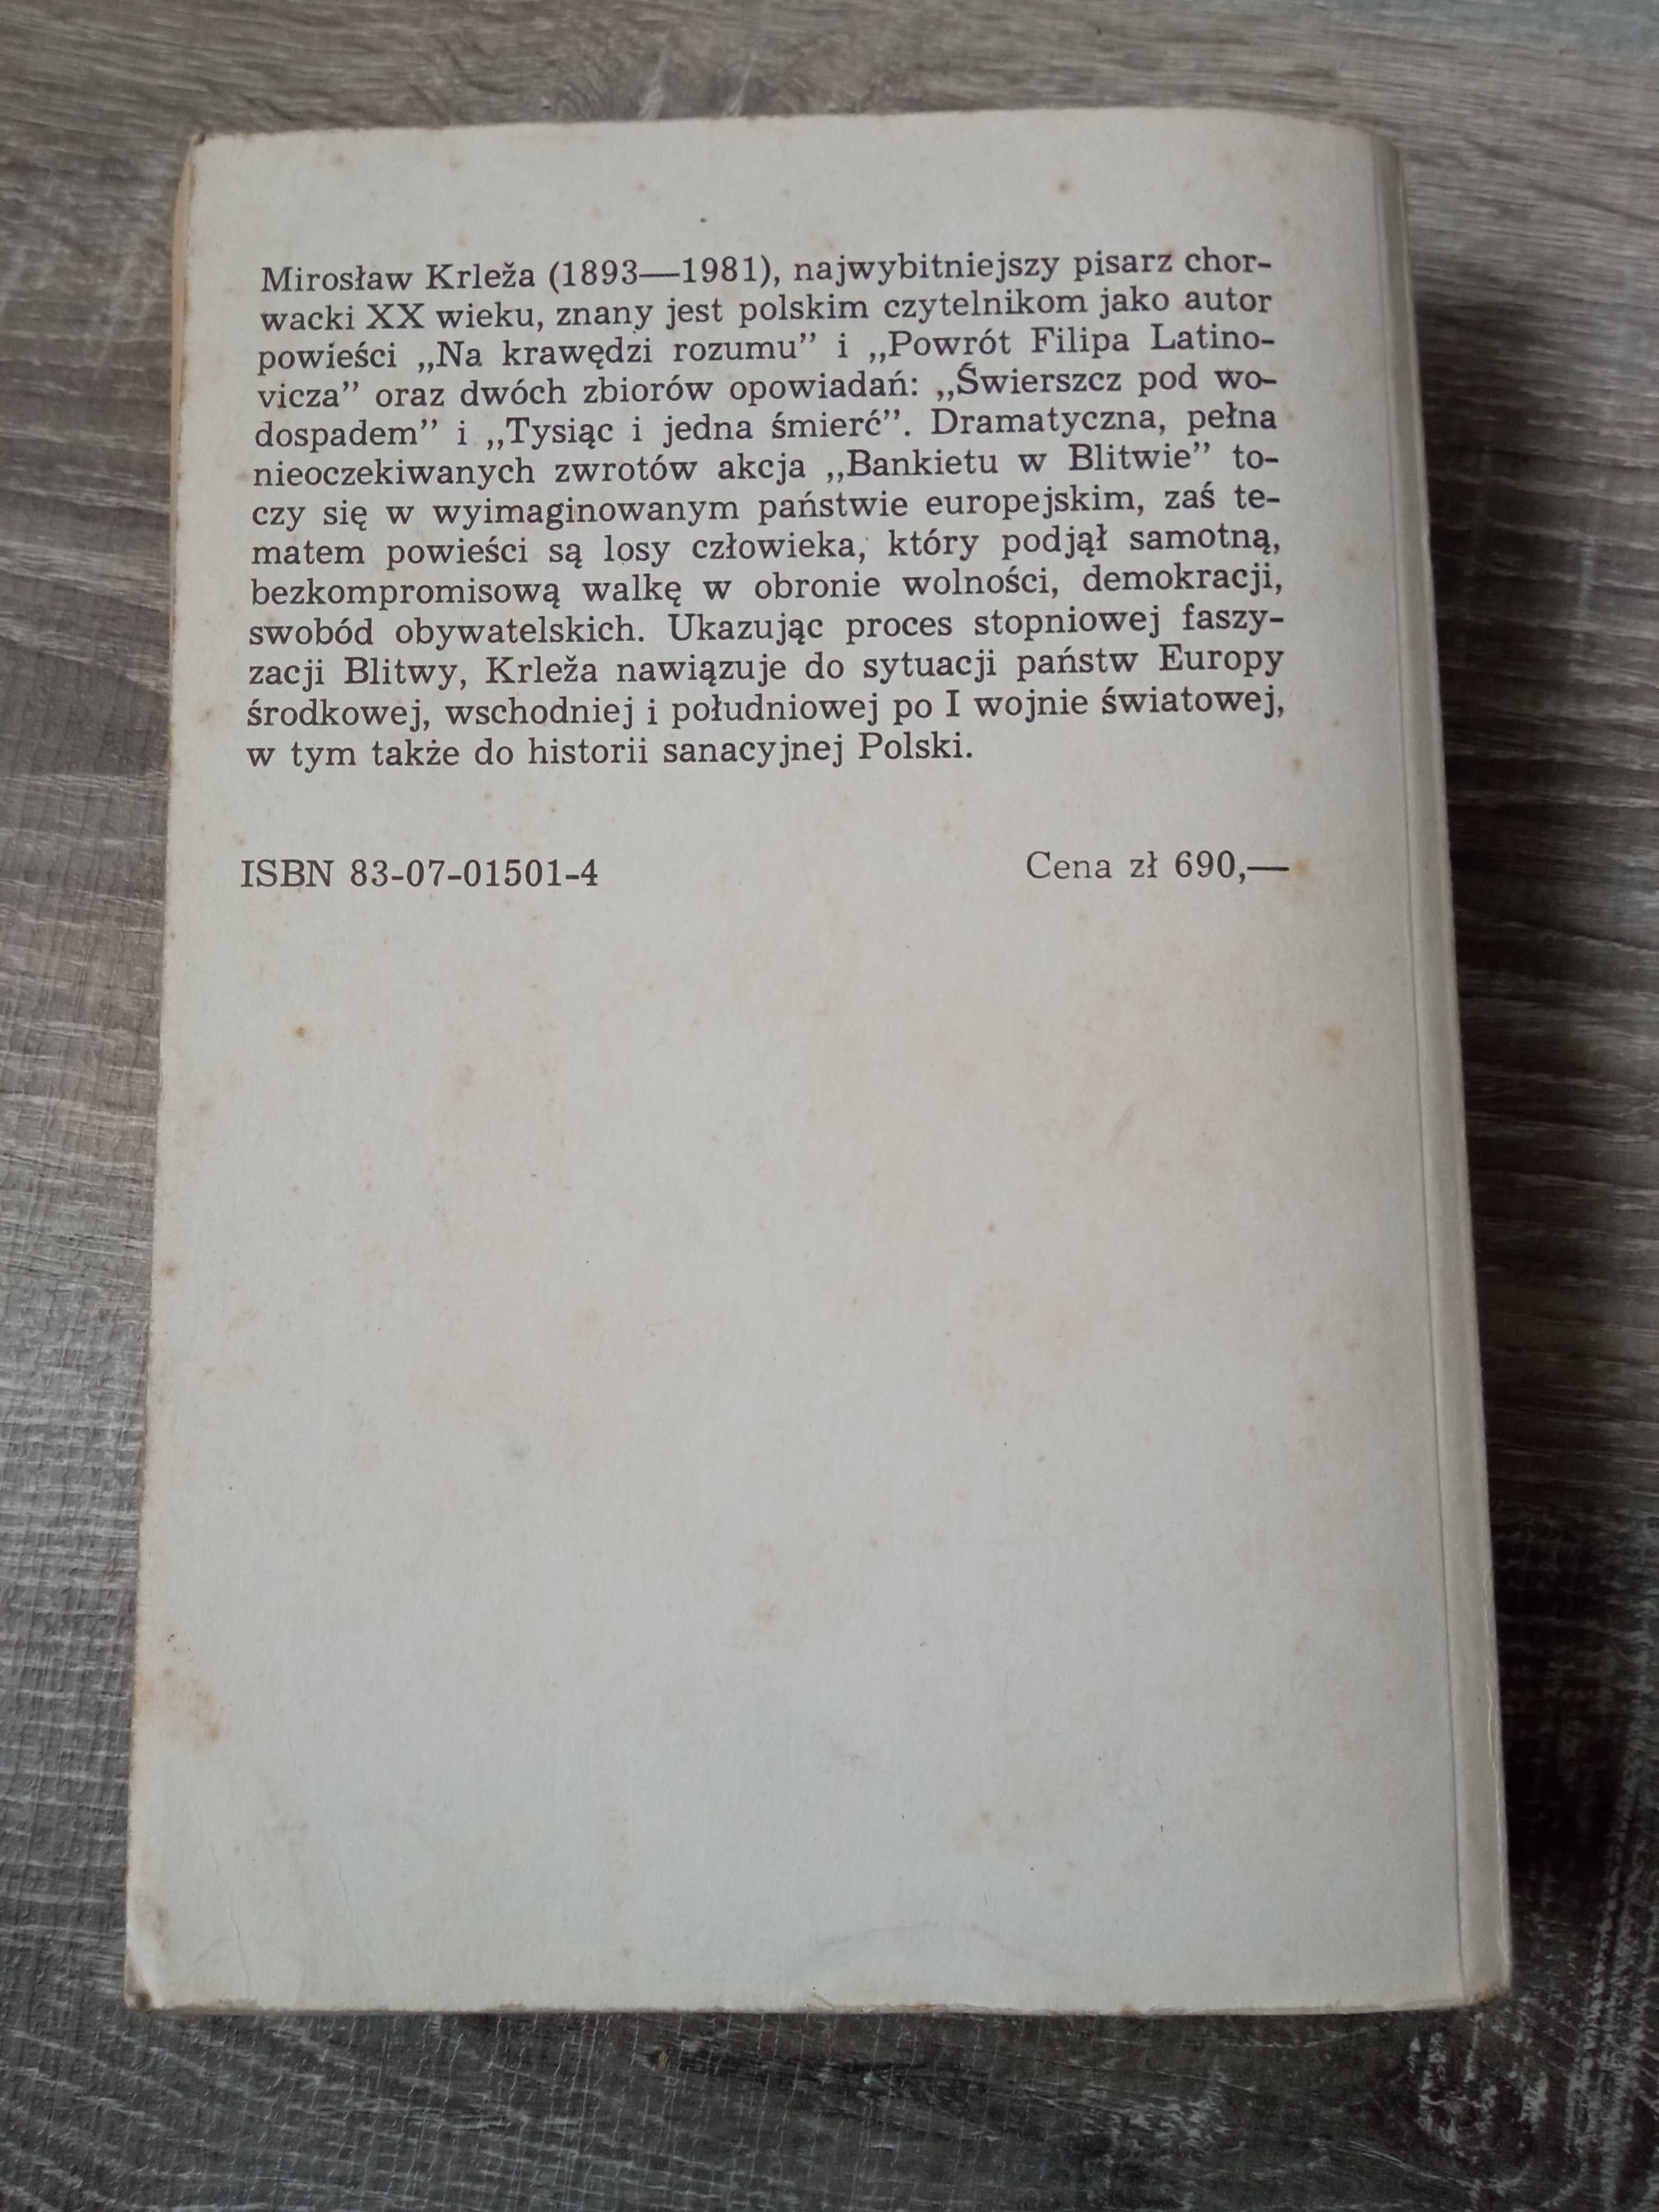 Mirosław Krleža (1893—1981), najwybitniejszy pisarz chor-
wacki XX wieku, znany jest polskim czytelnikom jako autor
powieści „Na krawędzi rozumu” i „Powrót Filipa Latino-
vicza” oraz dwóch zbiorów opowiadań: „Świerszcz pod wo-
dospadem” i „Tysiąc i jedna śmierć”. Dramatyczna, pełna
nieoczekiwanych zwrotów akcja „Bankietu w Blitwie” to-
czy się w wyimaginowanym państwie europejskim, zaś te-
matem powieści są losy człowieka, który podjął samotną,
bezkompromisową walkę w obronie wolności, demokracji,
swobód obywatelskich. Ukazując proces stopniowej faszy-
zacji Blitwy, Krleža nawiązuje do sytuacji państw Europy
środkowej, wschodniej i południowej po I wojnie światowej,
w tym także do historii sanacyjnej Polski.
ISBN 83-07-01501-4 Cena zł 690,—